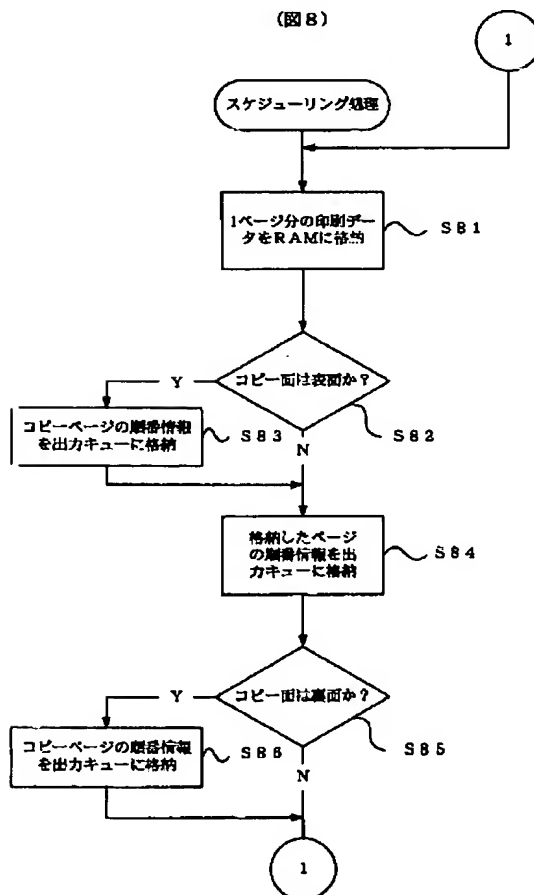 (図8)
1
スケジューリング処理
1ページ分の印刷デー
タをRAMに格納
S81
コピー面は表面か？
Y
S82
コピーページの順番情報
を出力キューに格納
S83
N
格納したページ
の順番情報を出
力キューに格納
S84
コピー面は裏面か？
Y
S85
コピーページの順番情報
を出力キューに格納
S86
N
1